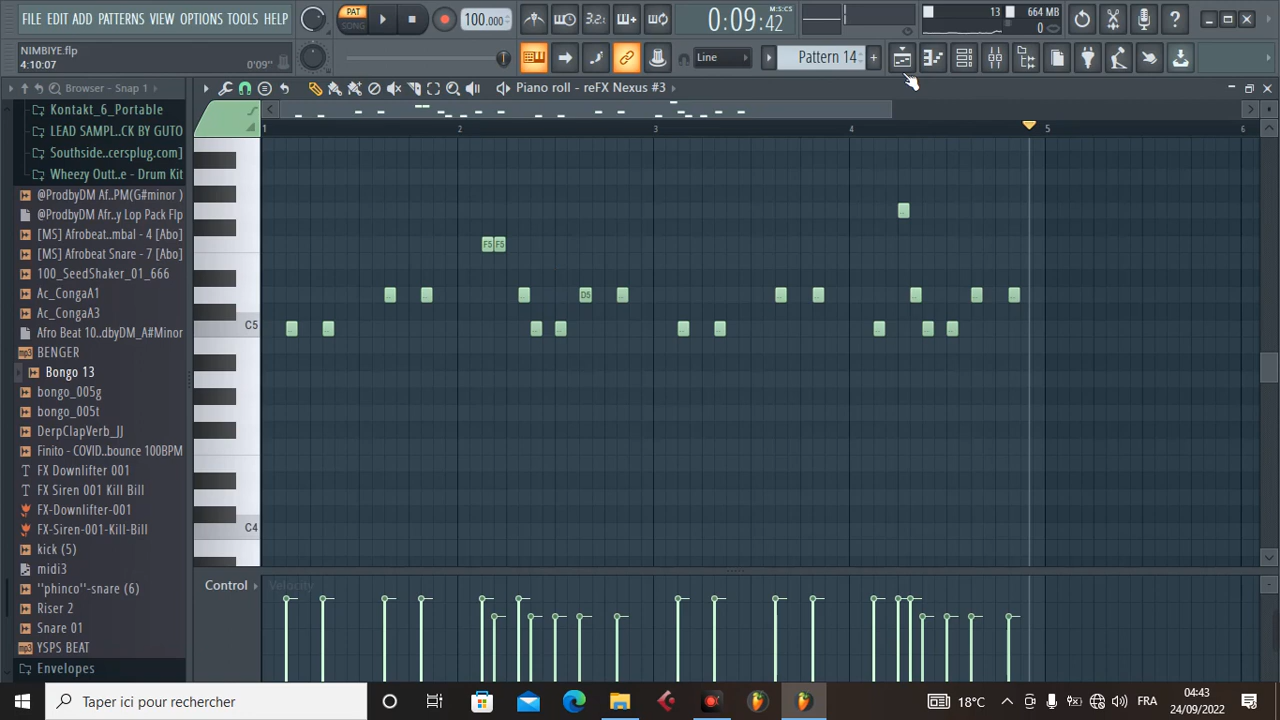 FILE EDIT ADD PATTERNS VIEW OPTIONS TOOLS HELP
PAT
SONG
100.000
3.2.
0:09:42
M:S:CS
13
664 MB
0
?
NIMBIYE.flp
4:10:07
0'09"
Line
Pattern 14
+
Browser - Snap 1
Piano roll - reFX Nexus #3
Kontakt_6_Portable
LEAD SAMPL..CK BY GUTO
Southside..cersplug.com]
Wheezy Outt..e - Drum Kit
@ProdbyDM Af..PM(G#minor )
@ProdbyDM Afr..y Lop Pack Flp
[MS] Afrobeat..mbal - 4 [Abo]
[MS] Afrobeat Snare - 7 [Abo]
100_SeedShaker_01_666
Ac_CongaA1
Ac_CongaA3
Afro Beat 10..dbyDM_A#Minor
BENGER
Bongo 13
bongo_005g
bongo_005t
DerpClapVerb_JJ
Finito - COVID..bounce 100BPM
FX Downlifter 001
FX Siren 001 Kill Bill
FX-Downlifter-001
FX-Siren-001-Kill-Bill
kick (5)
midi3
''phinco''-snare (6)
Riser 2
Snare 01
YSPS BEAT
Envelopes
1 2 3 4 5 6
F5 F5
D5
C5
C4
Control
Velocity
Taper ici pour rechercher
18°C
FRA
04:43
24/09/2022